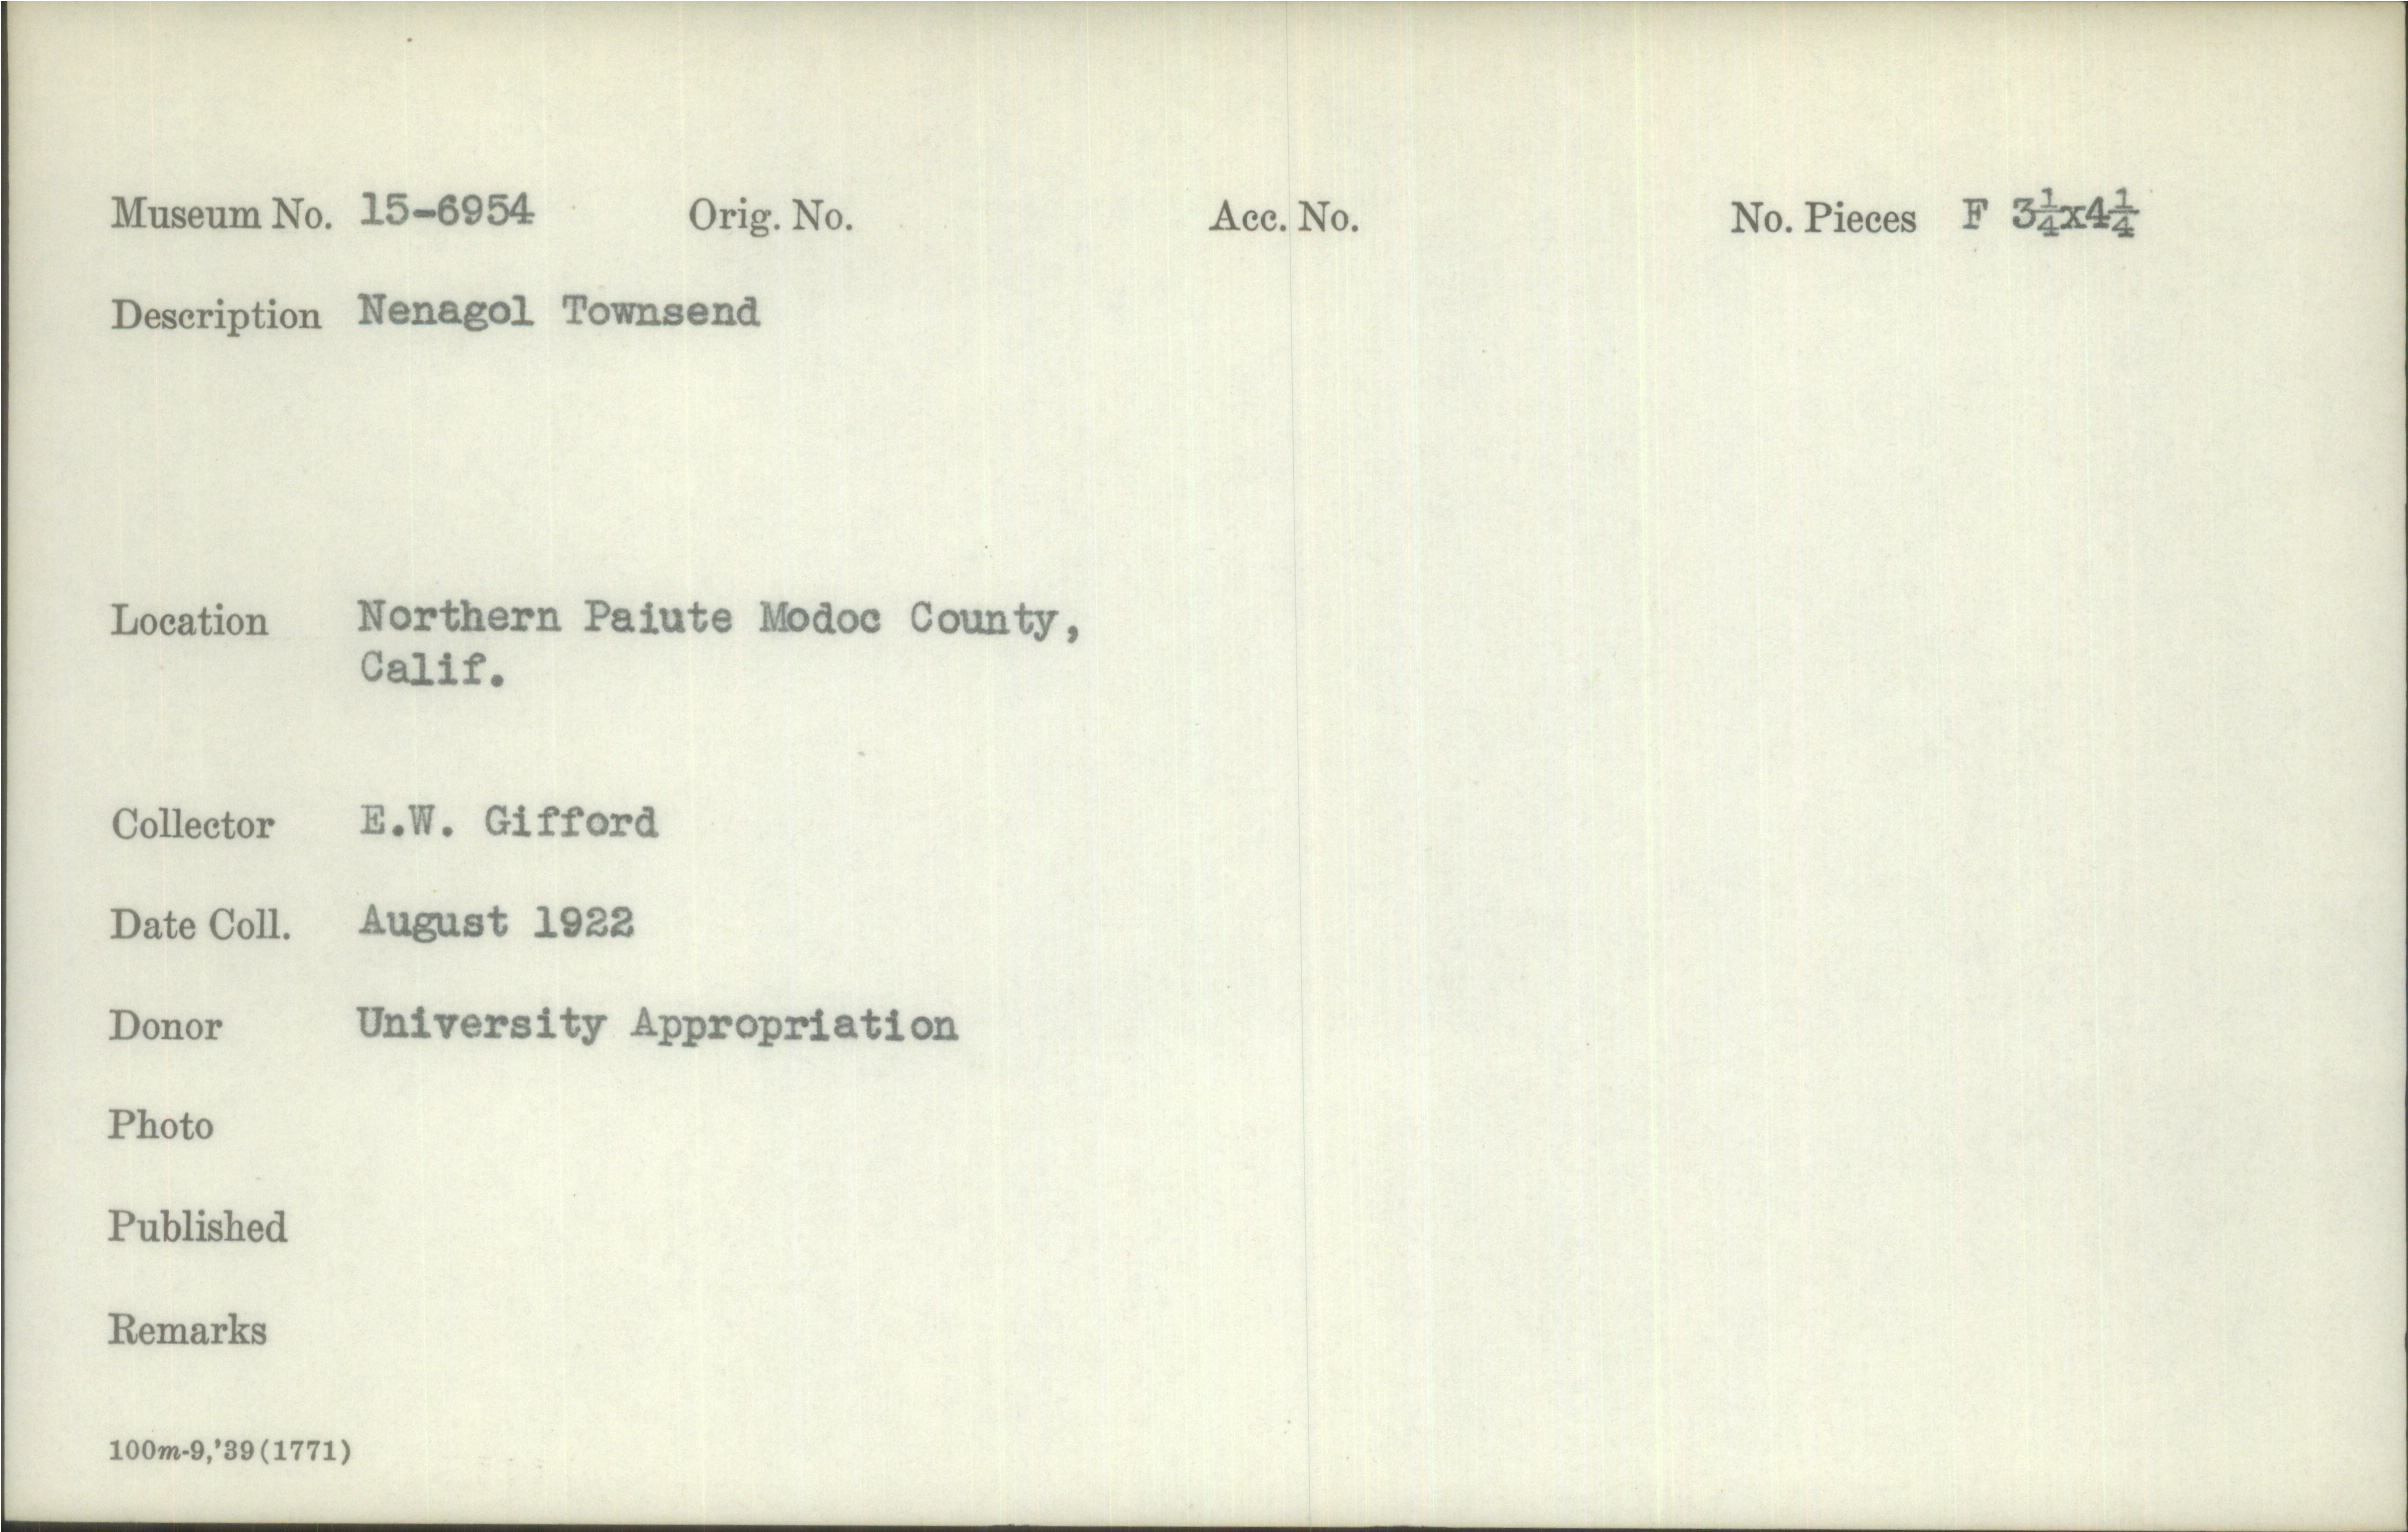 Museum No. 15-6954 Orig. No. Acc. No. No. Pieces F 3¼x4¼
Description Nenagol Townsend
Location Northern Paiute Modoc County,
Calif.
Collector E.W. Gifford
Date Coll. August 1922
Donor University Appropriation
Photo
Published
Remarks
100m-9,'39(1771)